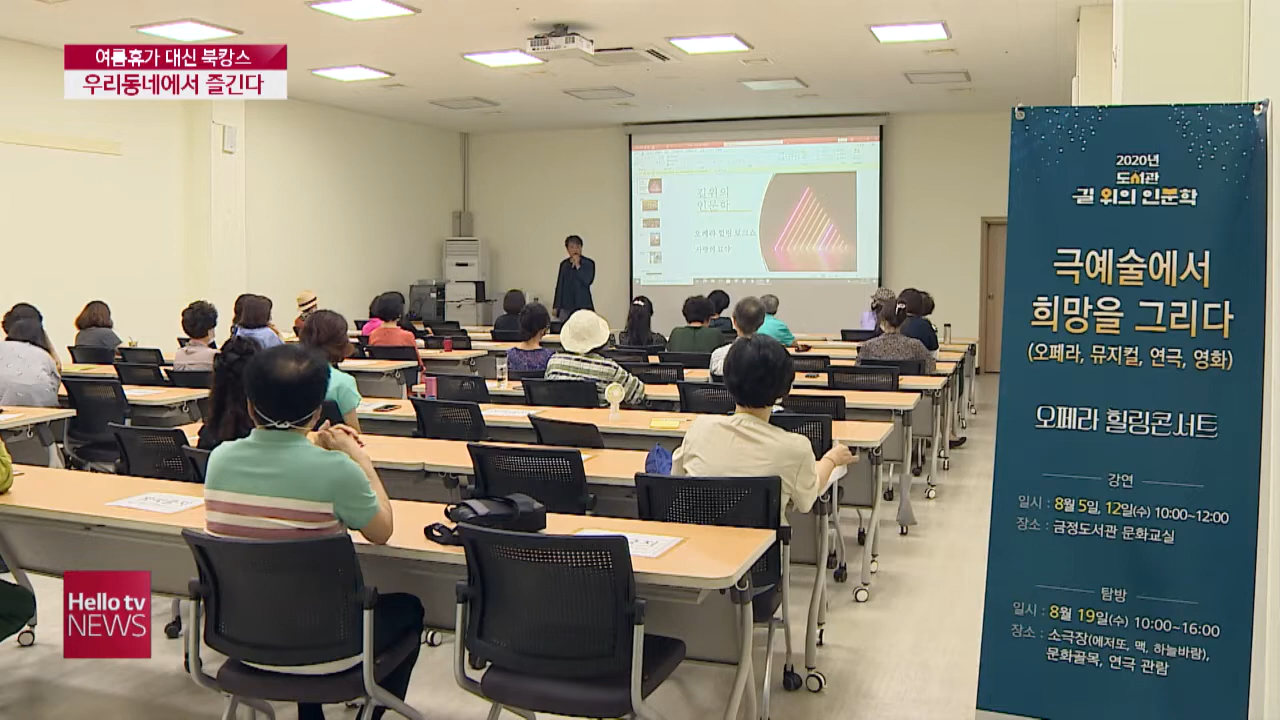 여름휴가 대신 북캉스
우리동네에서 즐긴다
길위의
인문학
2020년
도서관
길 위의 인문학
극예술에서
희망을 그리다
(오페라, 뮤지컬, 연극, 영화)
오페라 힐링콘서트
강연
일시 : 8월 5일, 12일(수) 10:00~12:00
장소 : 금정도서관 문화교실
탐방
일시 : 8월 19일(수) 10:00~16:00
장소 : 소극장(에저또, 맥, 하늘바람),
문화골목, 연극 관람
Hello tv
NEWS